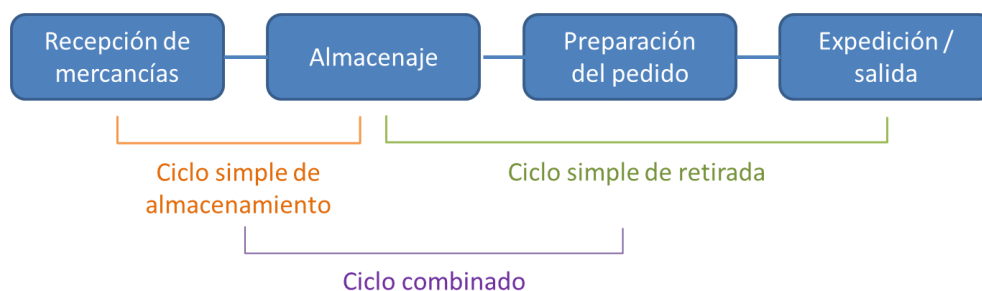 Recepción de
mercancías
Almacenaje
Preparación
del pedido
Expedición /
salida
Ciclo simple de
almacenamiento
Ciclo simple de retirada
Ciclo combinado